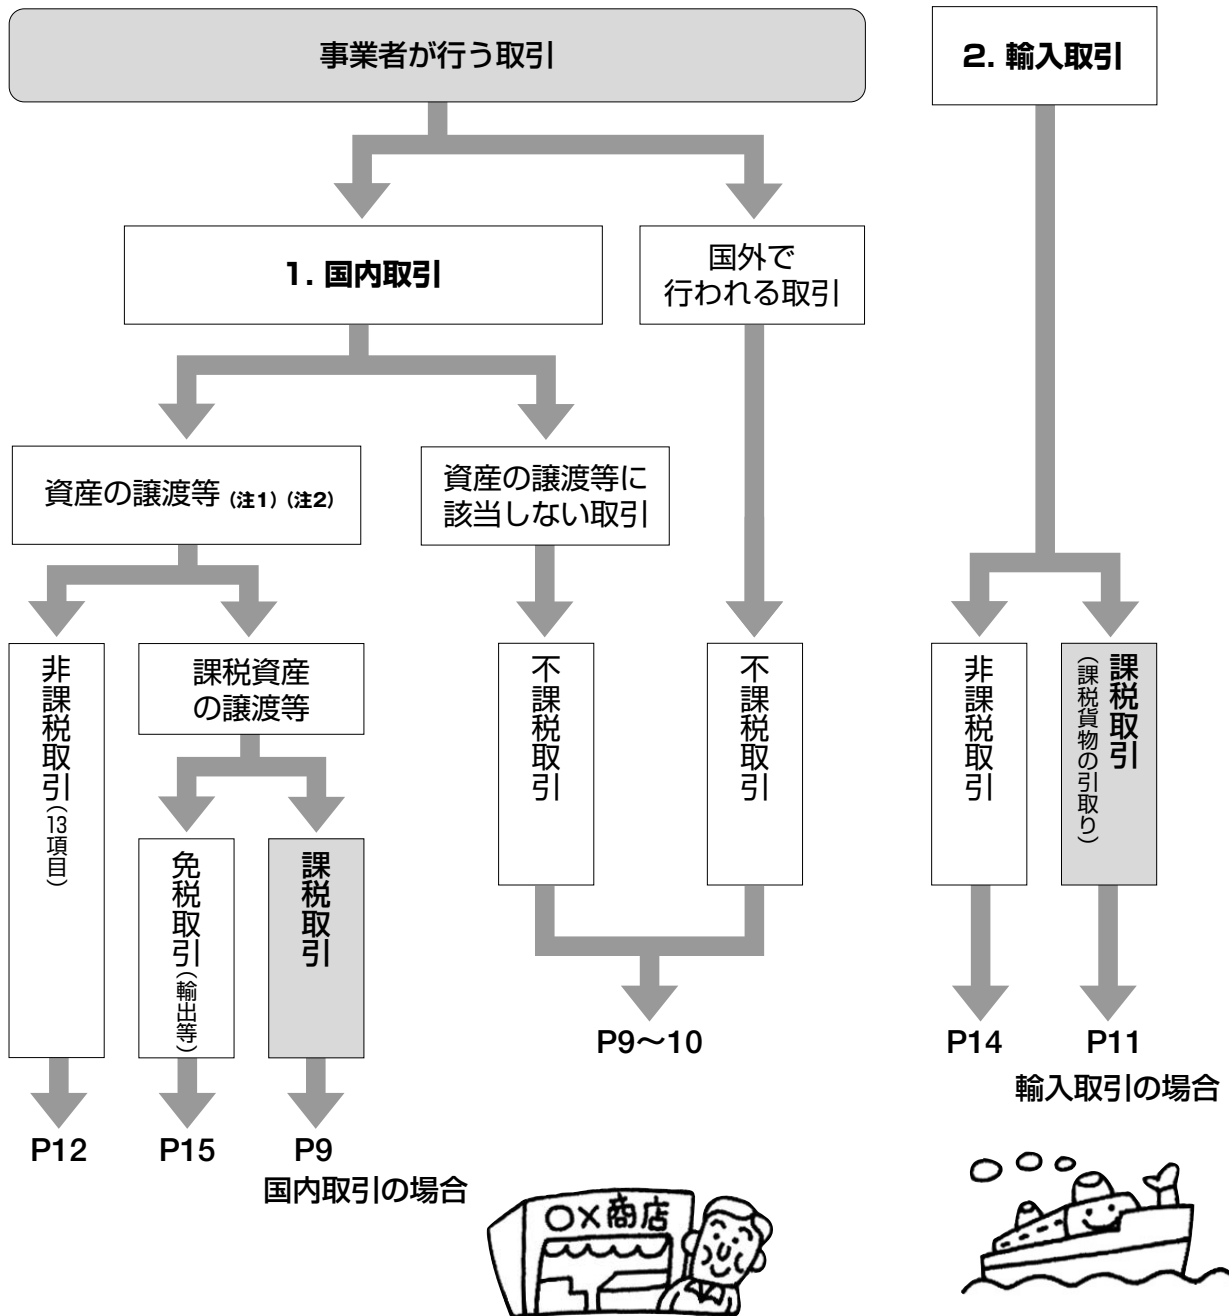 事業者が行う取引
2. 輸入取引
1. 国内取引
国外で
行われる取引
資産の譲渡等 (注1) (注2)
資産の譲渡等に
該当しない取引
非課税取引(13項目)
課税資産
の譲渡等
不課税取引
不課税取引
非課税取引
課税取引
(課税貨物の引取り)
免税取引(輸出等)
課税取引
P9〜10
P14
P11
輸入取引の場合
P12
P15
P9
国内取引の場合
○×商店